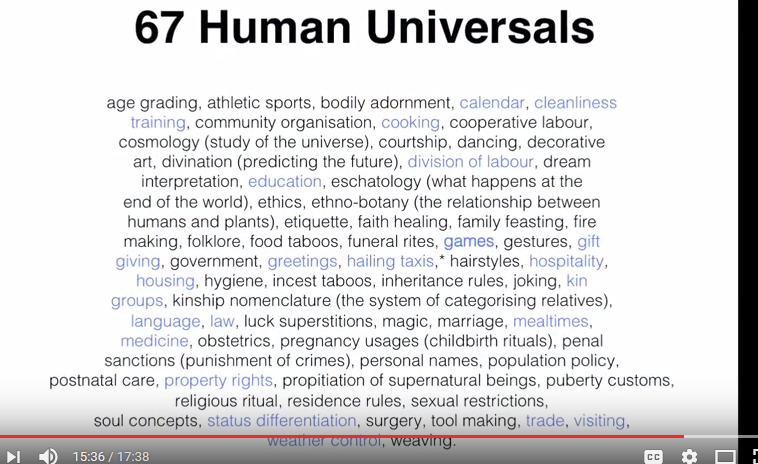 67 Human Universals
age grading, athletic sports, bodily adornment, calendar, cleanliness
training, community organisation, cooking, cooperative labour,
cosmology (study of the universe), courtship, dancing, decorative
art, divination (predicting the future), division of labour, dream
interpretation, education, eschatology (what happens at the
end of the world), ethics, ethno-botany (the relationship between
humans and plants), etiquette, faith healing, family feasting, fire
making, folklore, food taboos, funeral rites, games, gestures, gift
giving, government, greetings, hailing taxis,* hairstyles, hospitality,
housing, hygiene, incest taboos, inheritance rules, joking, kin
groups, kinship nomenclature (the system of categorising relatives),
language, law, luck superstitions, magic, marriage, mealtimes,
medicine, obstetrics, pregnancy usages (childbirth rituals), penal
sanctions (punishment of crimes), personal names, population policy,
postnatal care, property rights, propitiation of supernatural beings, puberty customs,
religious ritual, residence rules, sexual restrictions,
soul concepts, status differentiation, surgery, tool making, trade, visiting,
weather control, weaving.
15:36 / 17:38
CC